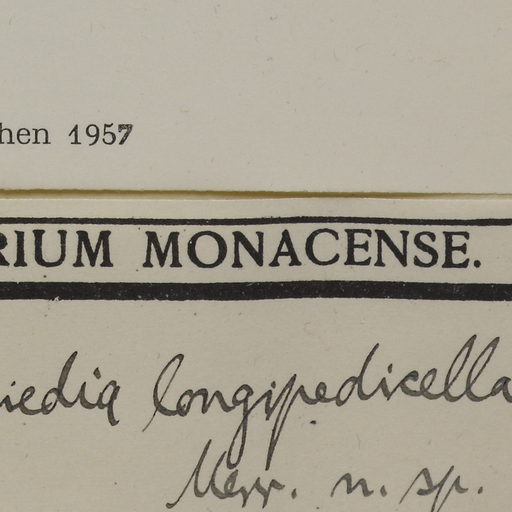 hen 1957
RIUM MONACENSE.
iedia longipedicella
Merr. n. sp.